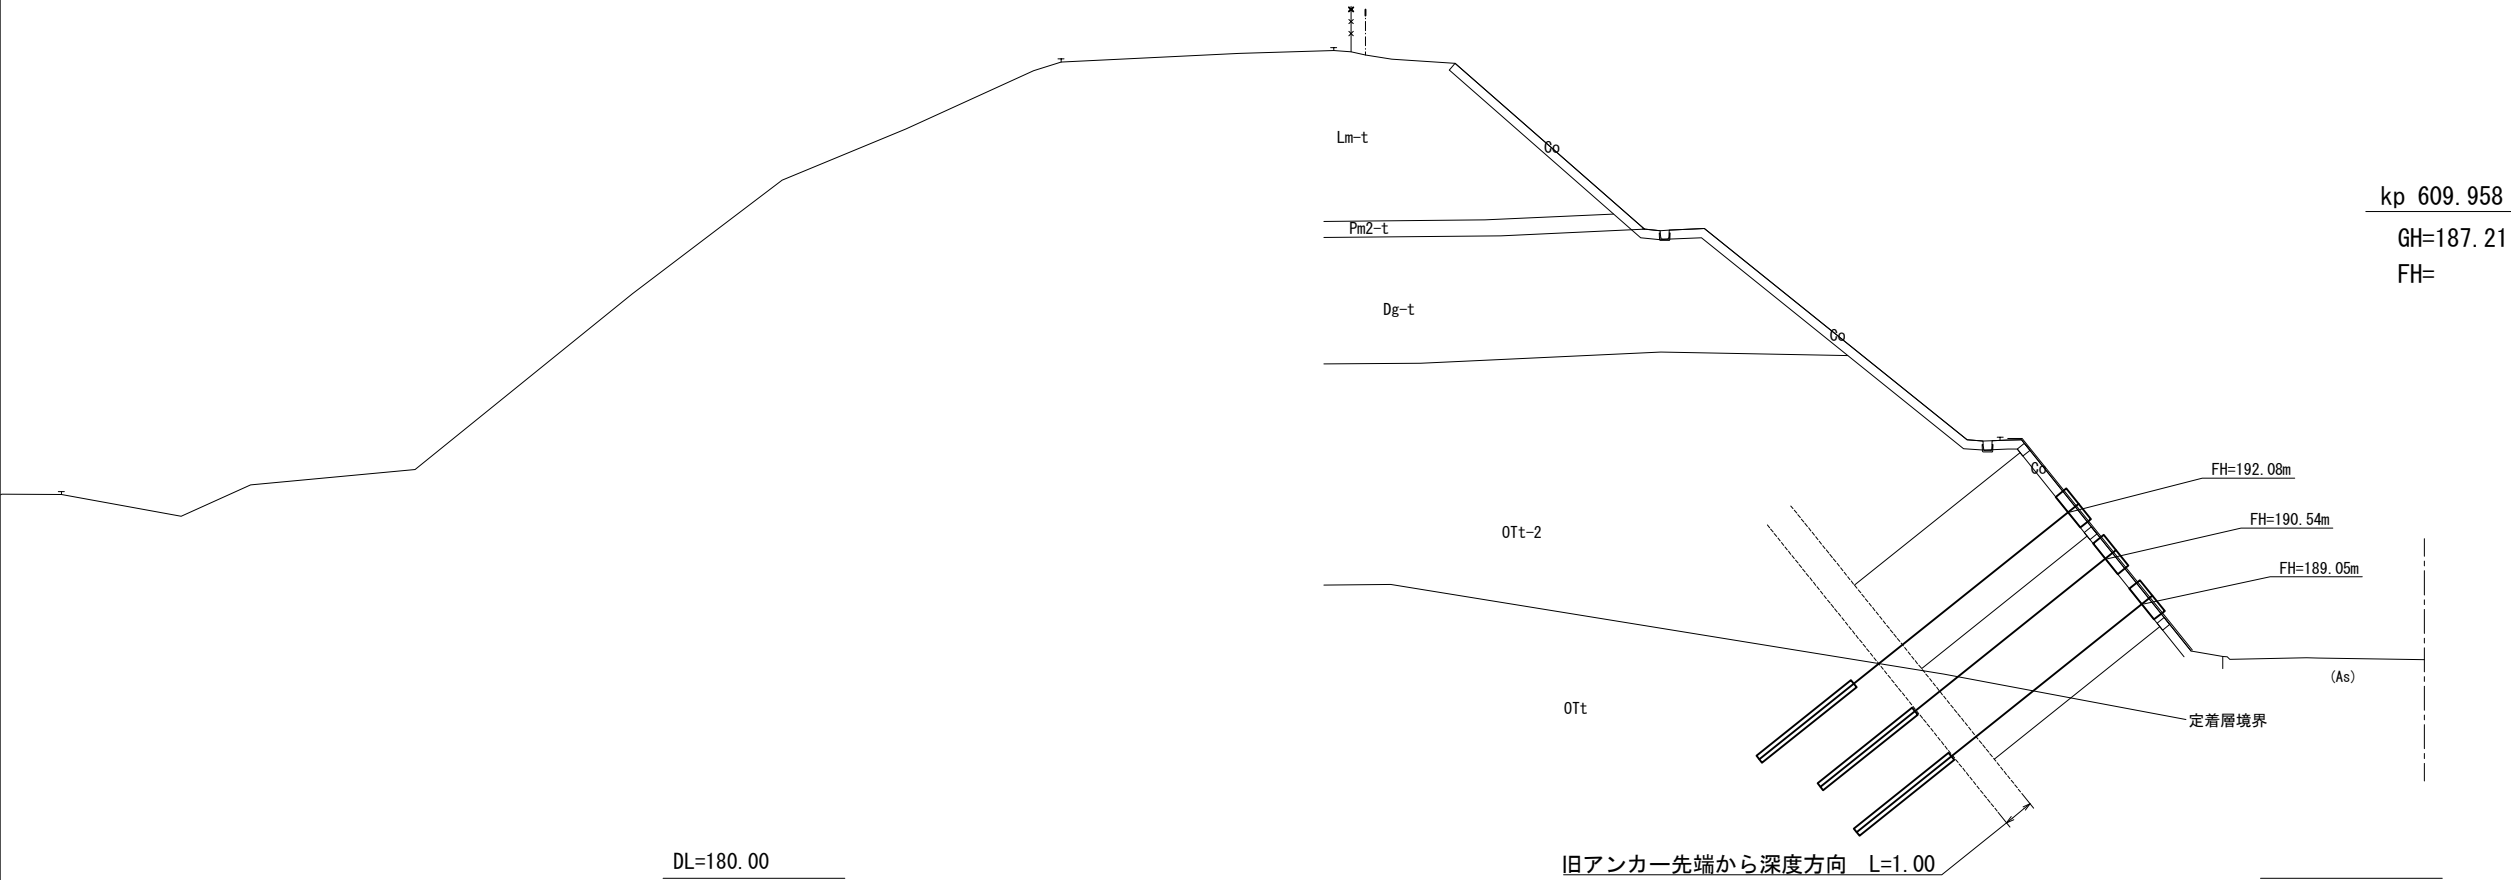 Lm-t
Co
kp 609.958
Pm2-t
GH=187.21
FH=
Dg-t
Co
Co
FH=192.08m
FH=190.54m
OTt-2
FH=189.05m
(As)
OTt
定着層境界
DL=180.00
旧アンカー先端から深度方向 L=1.00